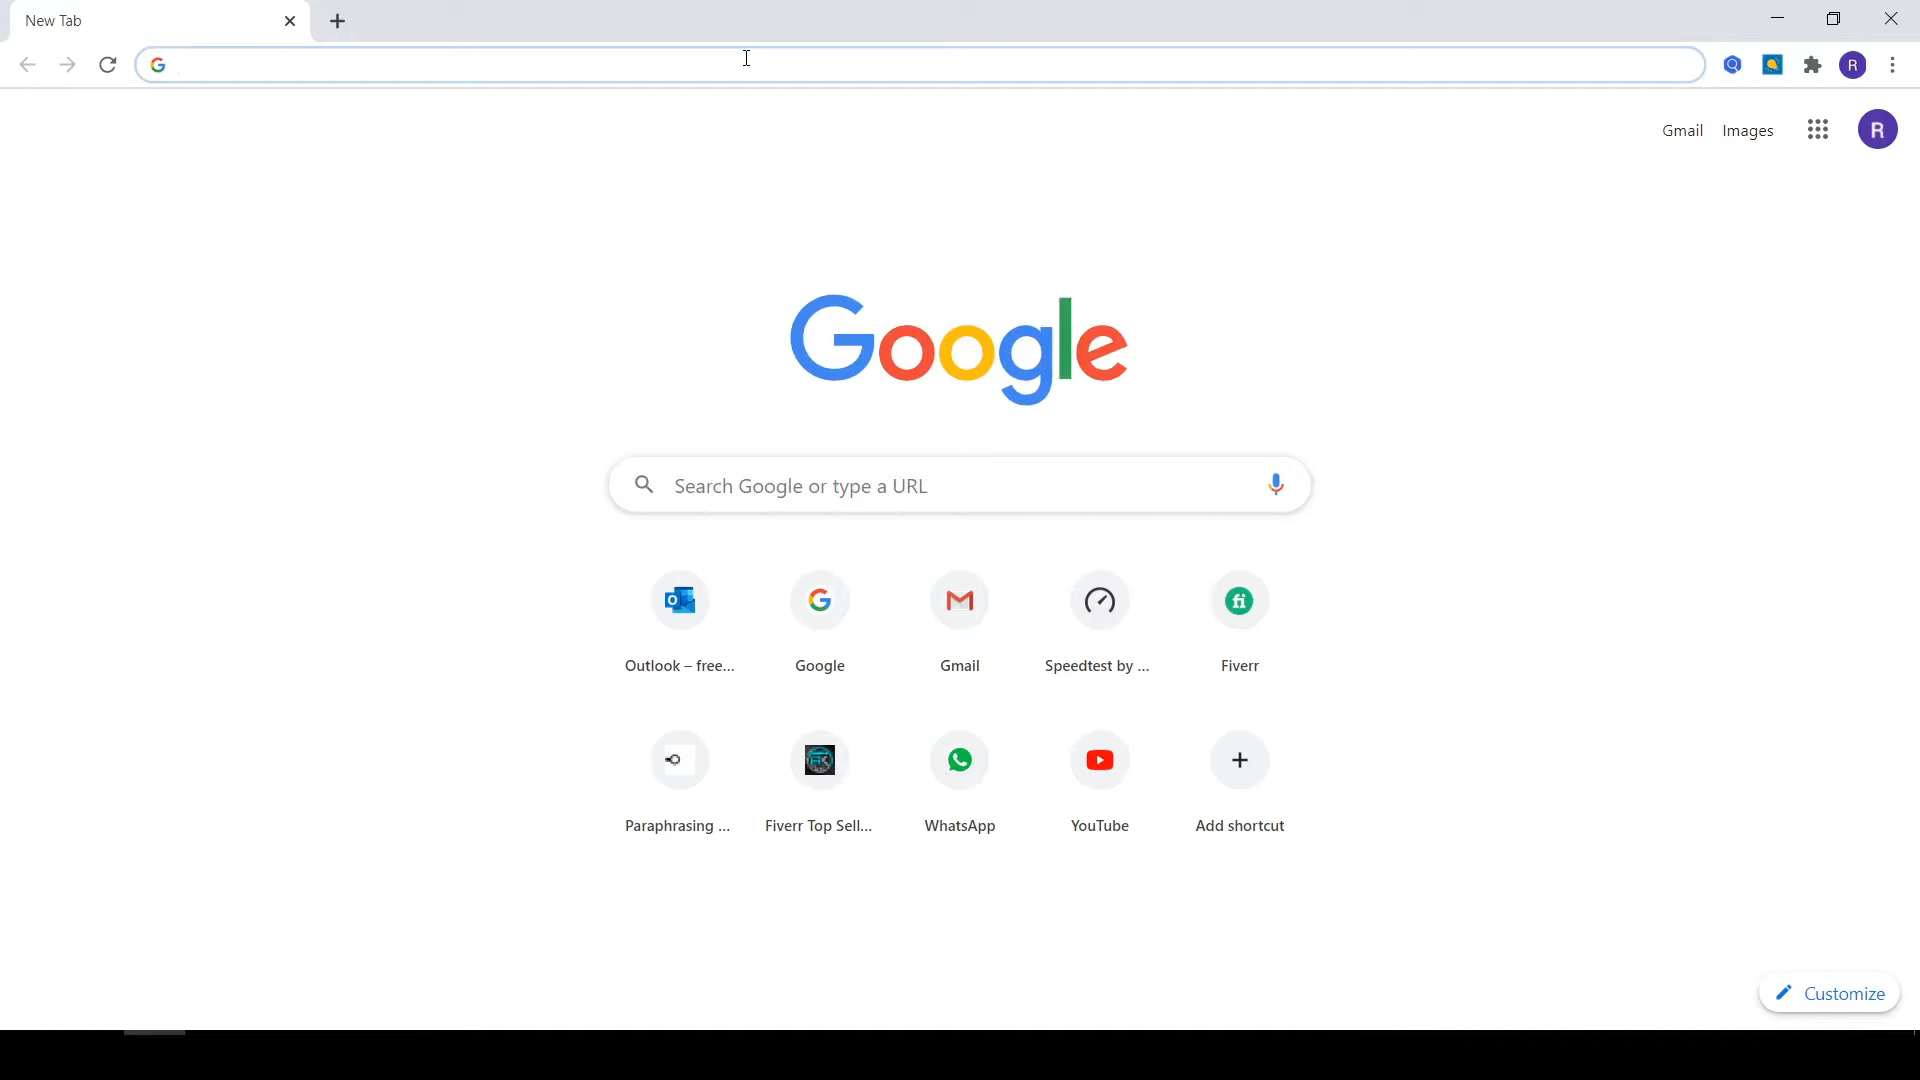 New Tab
R
Gmail Images
R
Google
Search Google or type a URL
Outlook – free... Google Gmail Speedtest by ... Fiverr
Paraphrasing ... Fiverr Top Sell... WhatsApp YouTube Add shortcut
Customize